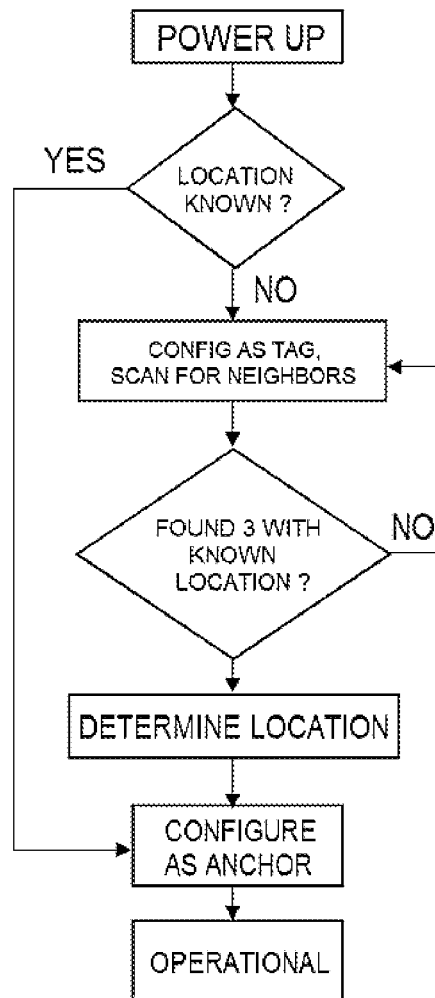 POWER UP
YES
LOCATION
KNOWN ?
NO
CONFIG AS TAG,
SCAN FOR NEIGHBORS
FOUND 3 WITH
KNOWN
LOCATION ?
NO
DETERMINE LOCATION
CONFIGURE
AS ANCHOR
OPERATIONAL